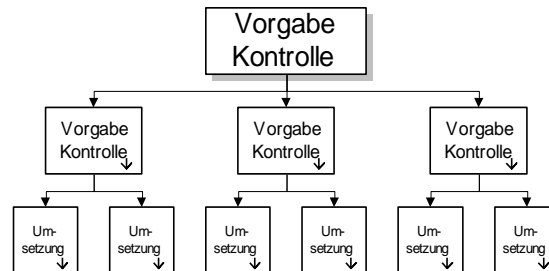 Vorgabe
Kontrolle
Vorgabe
Kontrolle
Vorgabe
Kontrolle
Vorgabe
Kontrolle
Um-
setzung
Um-
setzung
Um-
setzung
Um-
setzung
Um-
setzung
Um-
setzung